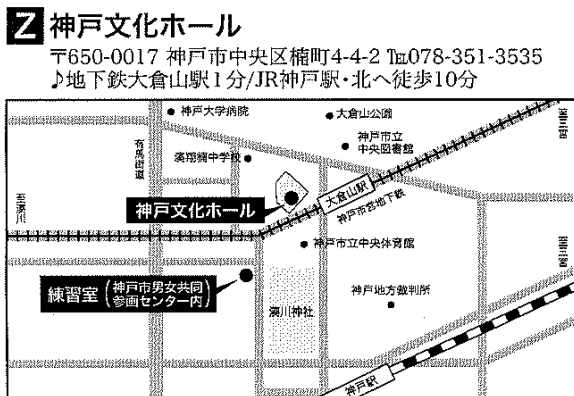 Z 神戸文化ホール
〒650-0017 神戸市中央区楠町4-4-2 ℡078-351-3535
♪地下鉄大倉山駅1分/JR神戸駅・北へ徒歩10分
神戸大学病院
大倉山公園
至三宮
有馬街道
湊翔楠中学校
神戸市立
中央図書館
至湊川
神戸文化ホール
大倉山駅
神戸市営地下鉄
神戸市立中央体育館
至三宮
練習室(神戸市男女共同
参画センター内)
湊川神社
神戸地方裁判所
神戸駅